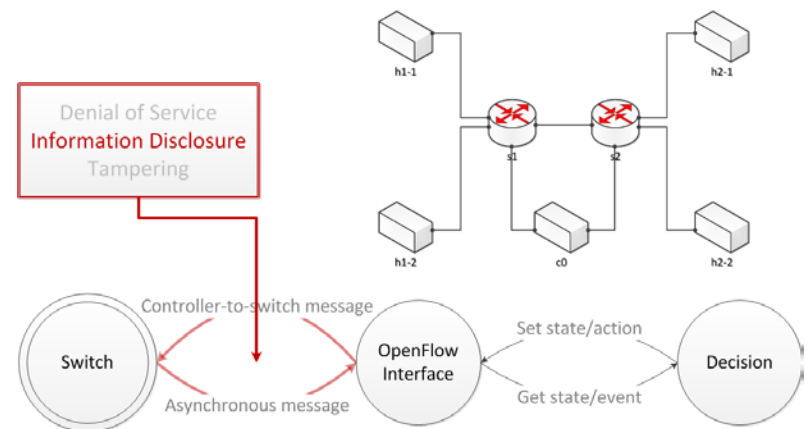 h1-1
h2-1
Denial of Service
Information Disclosure
Tampering
s1
s2
h1-2
c0
h2-2
Controller-to-switch message
Switch
OpenFlow
Interface
Set state/action
Decision
Asynchronous message
Get state/event